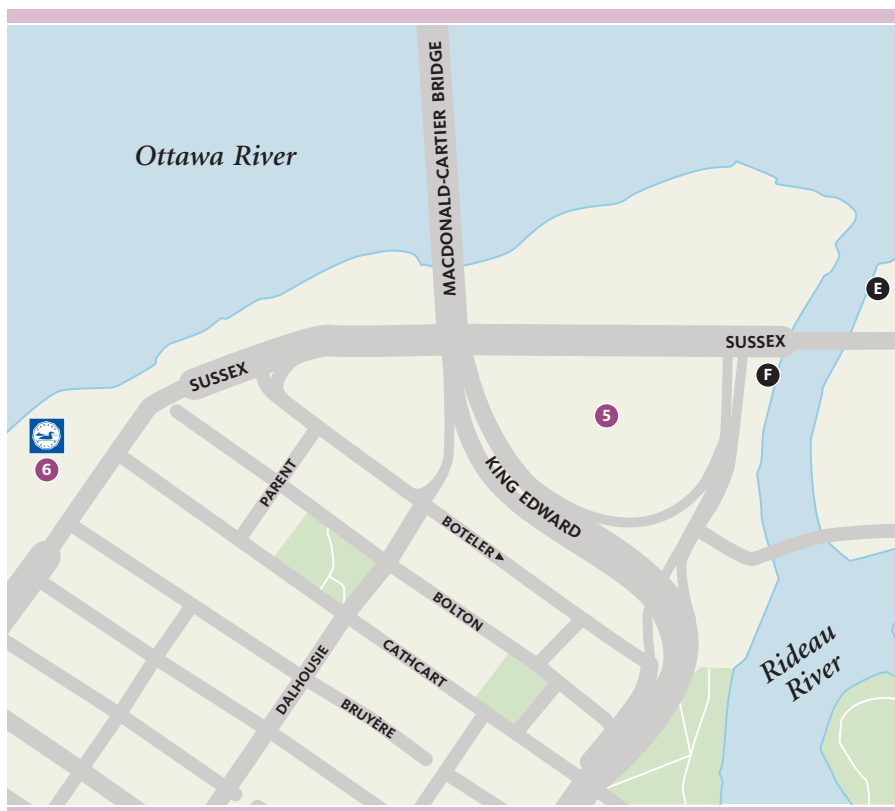 MACDONALD-CARTIER BRIDGE
Ottawa River
E
SUSSEX
SUSSEX
F
5
6
PARENT
KING EDWARD
BOTELER
BOLTON
CATHCART
DALHOUSIE
BRUYÈRE
Rideau
River